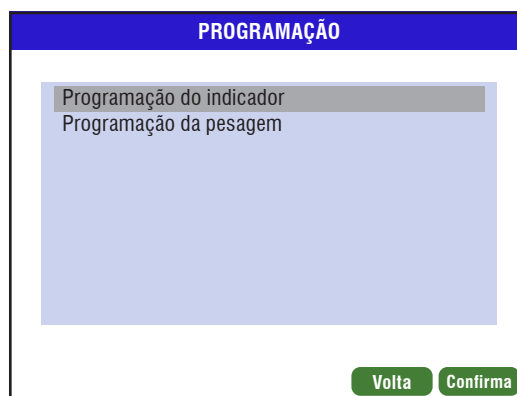 PROGRAMAÇÃO
Programação do indicador
Programação da pesagem
Volta Confirma